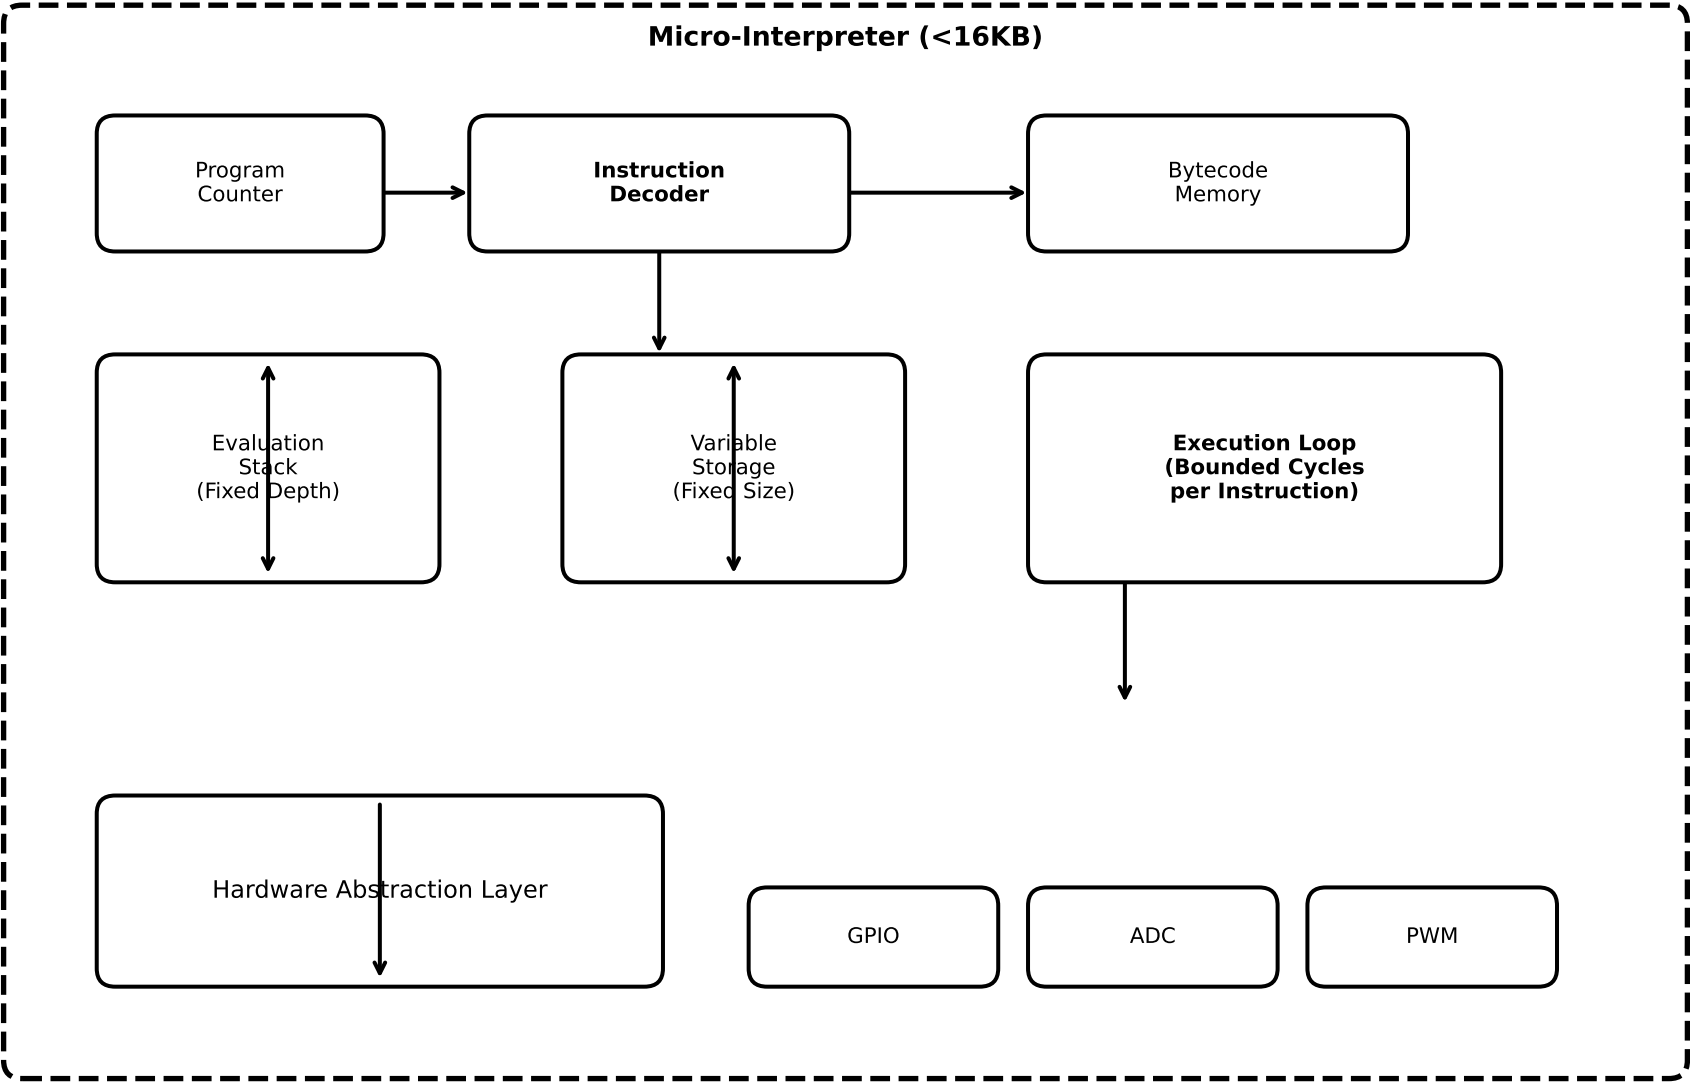 Micro-Interpreter (<16KB)
Program
Counter
Instruction
Decoder
Bytecode
Memory
Evaluation
Stack
(Fixed Depth)
Variable
Storage
(Fixed Size)
Execution Loop
(Bounded Cycles
per Instruction)
Hardware Abstraction Layer
GPIO
ADC
PWM